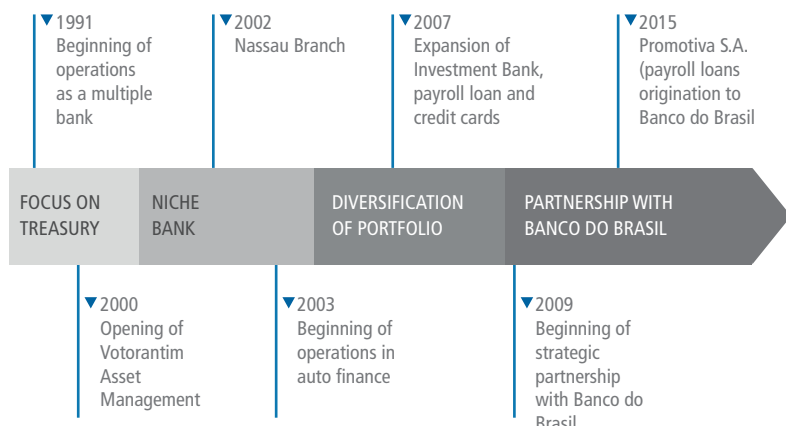 ▼1991
Beginning of
operations
as a multiple
bank
▼2002
Nassau Branch
▼2007
Expansion of
Investment Bank,
payroll loan and
credit cards
▼2015
Promotiva S.A.
(payroll loans
origination to
Banco do Brasil
FOCUS ON
TREASURY
NICHE
BANK
DIVERSIFICATION
OF PORTFOLIO
PARTNERSHIP WITH
BANCO DO BRASIL
▼2000
Opening of
Votorantim
Asset
Management
▼2003
Beginning of
operations in
auto finance
▼2009
Beginning of
strategic
partnership
with Banco do
Brasil